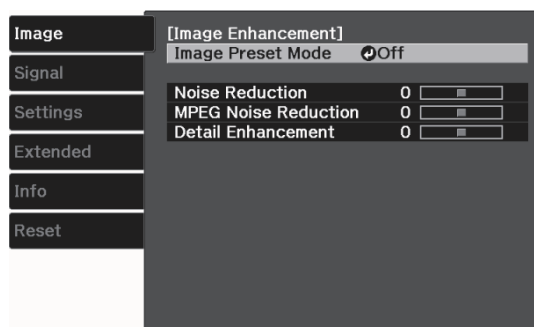 Image
Signal
Settings
Extended
Info
Reset
[Image Enhancement]
Image Preset Mode Off
Noise Reduction 0
MPEG Noise Reduction 0
Detail Enhancement 0